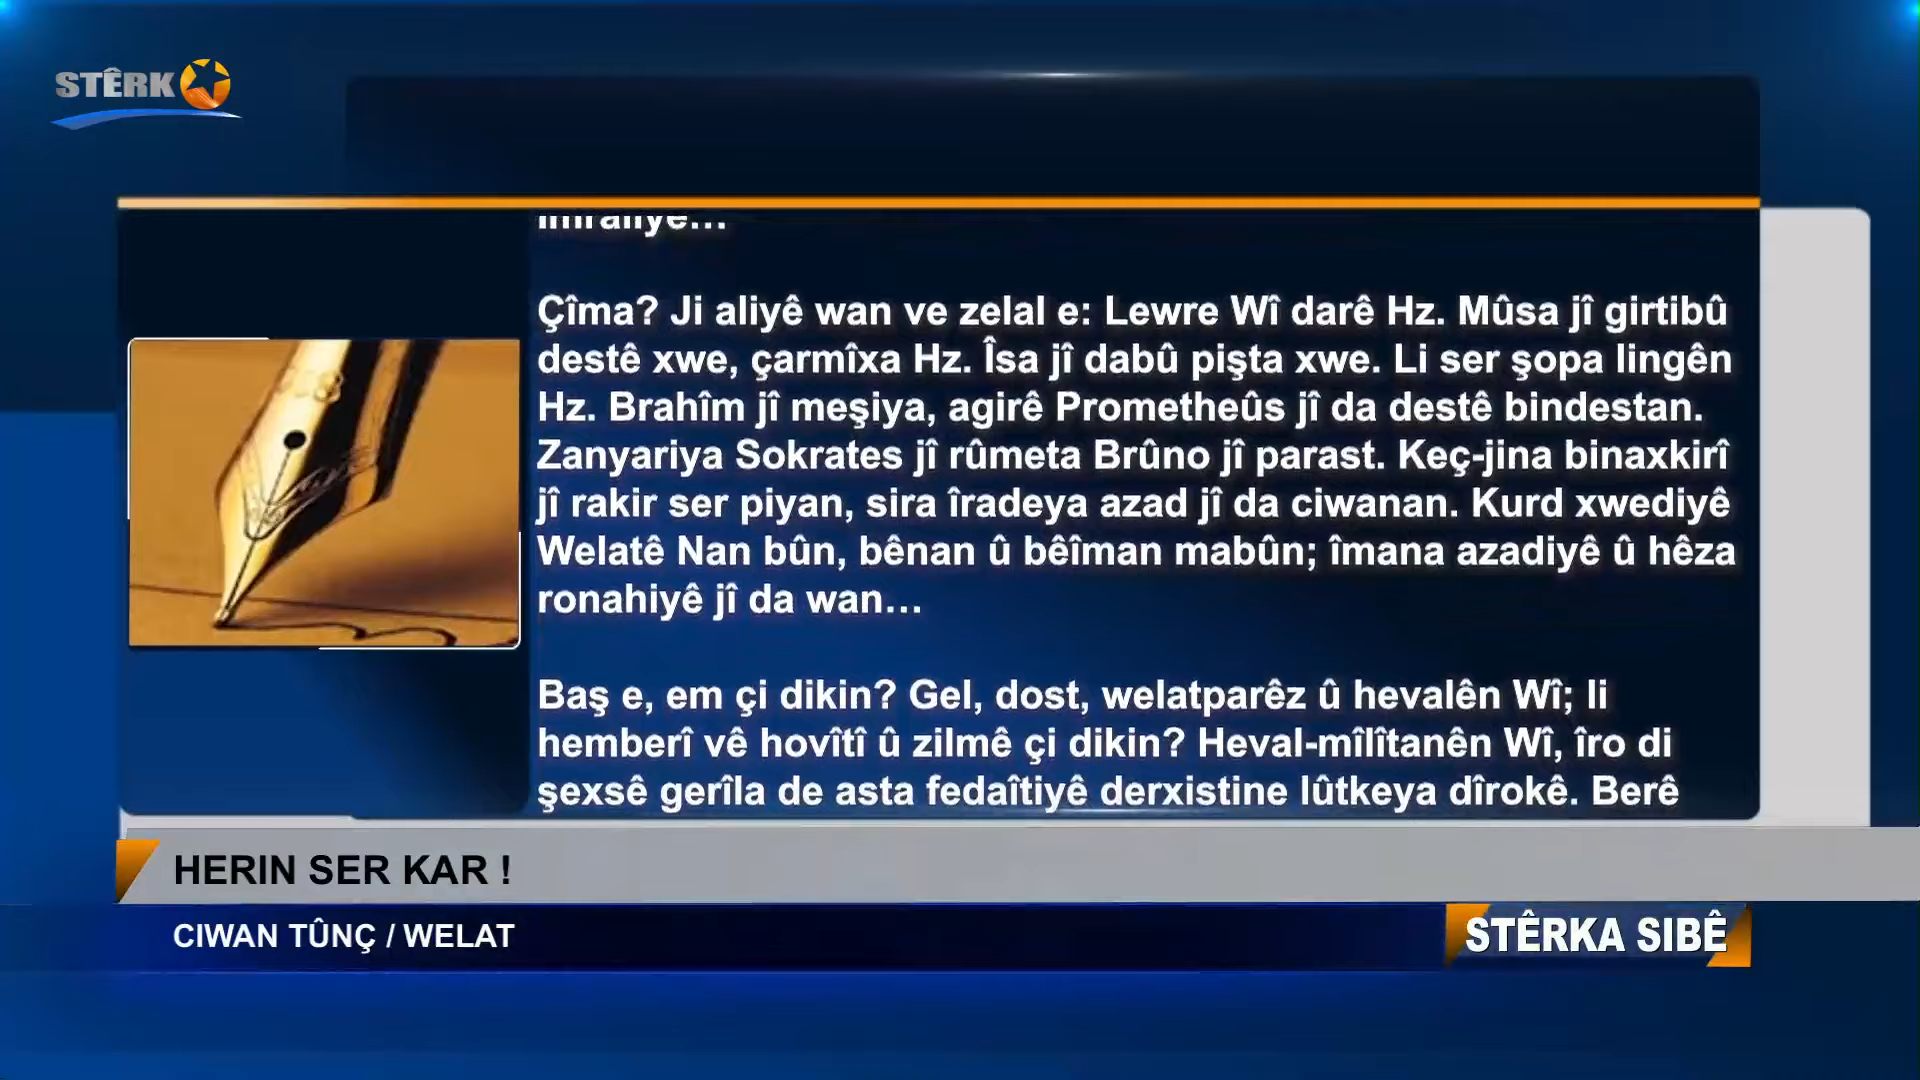 STÊRK
Çîma? Ji aliyê wan ve zelal e: Lewre Wî darê Hz. Mûsa jî girtibû
destê xwe, çarmîxa Hz. Îsa jî dabû pişta xwe. Li ser şopa lingên
Hz. Brahîm jî meşiya, agirê Prometheûs jî da destê bindestan.
Zanyariya Sokrates jî rûmeta Brûno jî parast. Keç-jina binaxkirî
jî rakir ser piyan, sira îradeya azad jî da ciwanan. Kurd xwediyê
Welatê Nan bûn, bênan û bêîman mabûn; îmana azadiyê û hêza
ronahiyê jî da wan…
Baş e, em çi dikin? Gel, dost, welatparêz û hevalên Wî; li
hemberî vê hovîtî û zilmê çi dikin? Heval-mîlîtanên Wî, îro di
şexsê gerîla de asta fedaîtiyê derxistine lûtkeya dîrokê. Berê
HERIN SER KAR !
CIWAN TÛNÇ / WELAT
STÊRKA SIBÊ